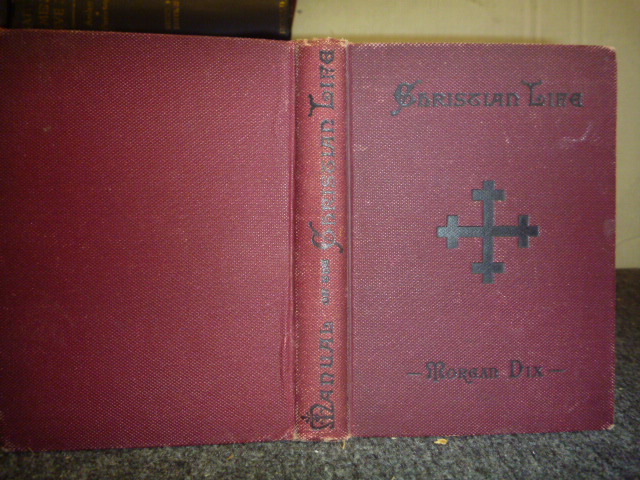 Christian Life
—Morgan Dix—
Manual of the Christian Life